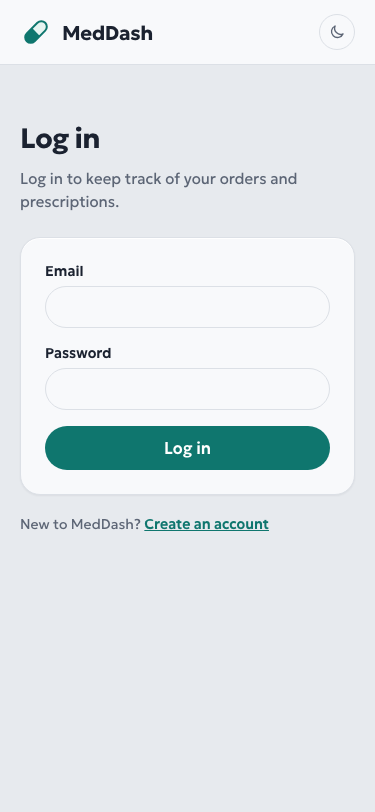 MedDash
Log in
Log in to keep track of your orders and
prescriptions.
Email
Password
Log in
New to MedDash? Create an account